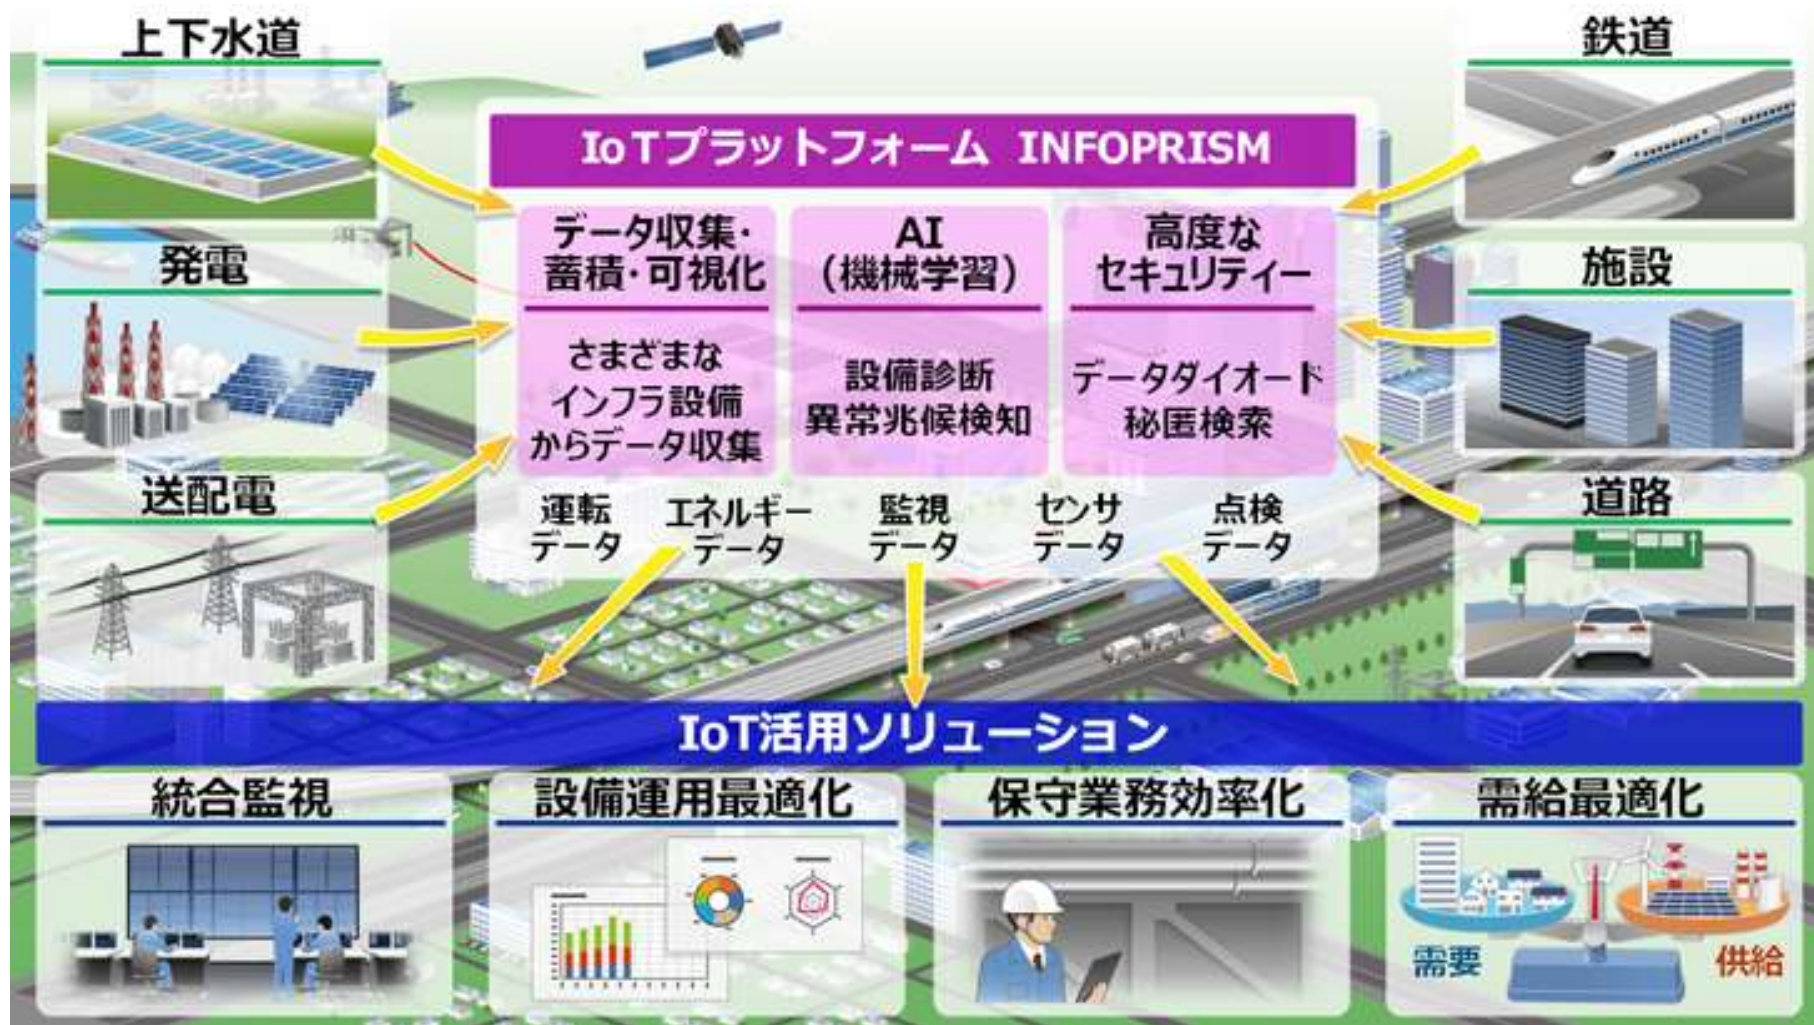 上下水道
鉄道
IoTプラットフォーム INFOPRISM
データ収集・
蓄積・可視化
さまざまな
インフラ設備
からデータ収集
AI
(機械学習)
設備診断
異常兆候検知
高度な
セキュリティー
データダイオード
秘匿検索
発電
施設
送配電
道路
運転
データ
エネルギー
データ
監視
データ
センサ
データ
点検
データ
IoT活用ソリューション
統合監視
設備運用最適化
保守業務効率化
需給最適化
需要
供給